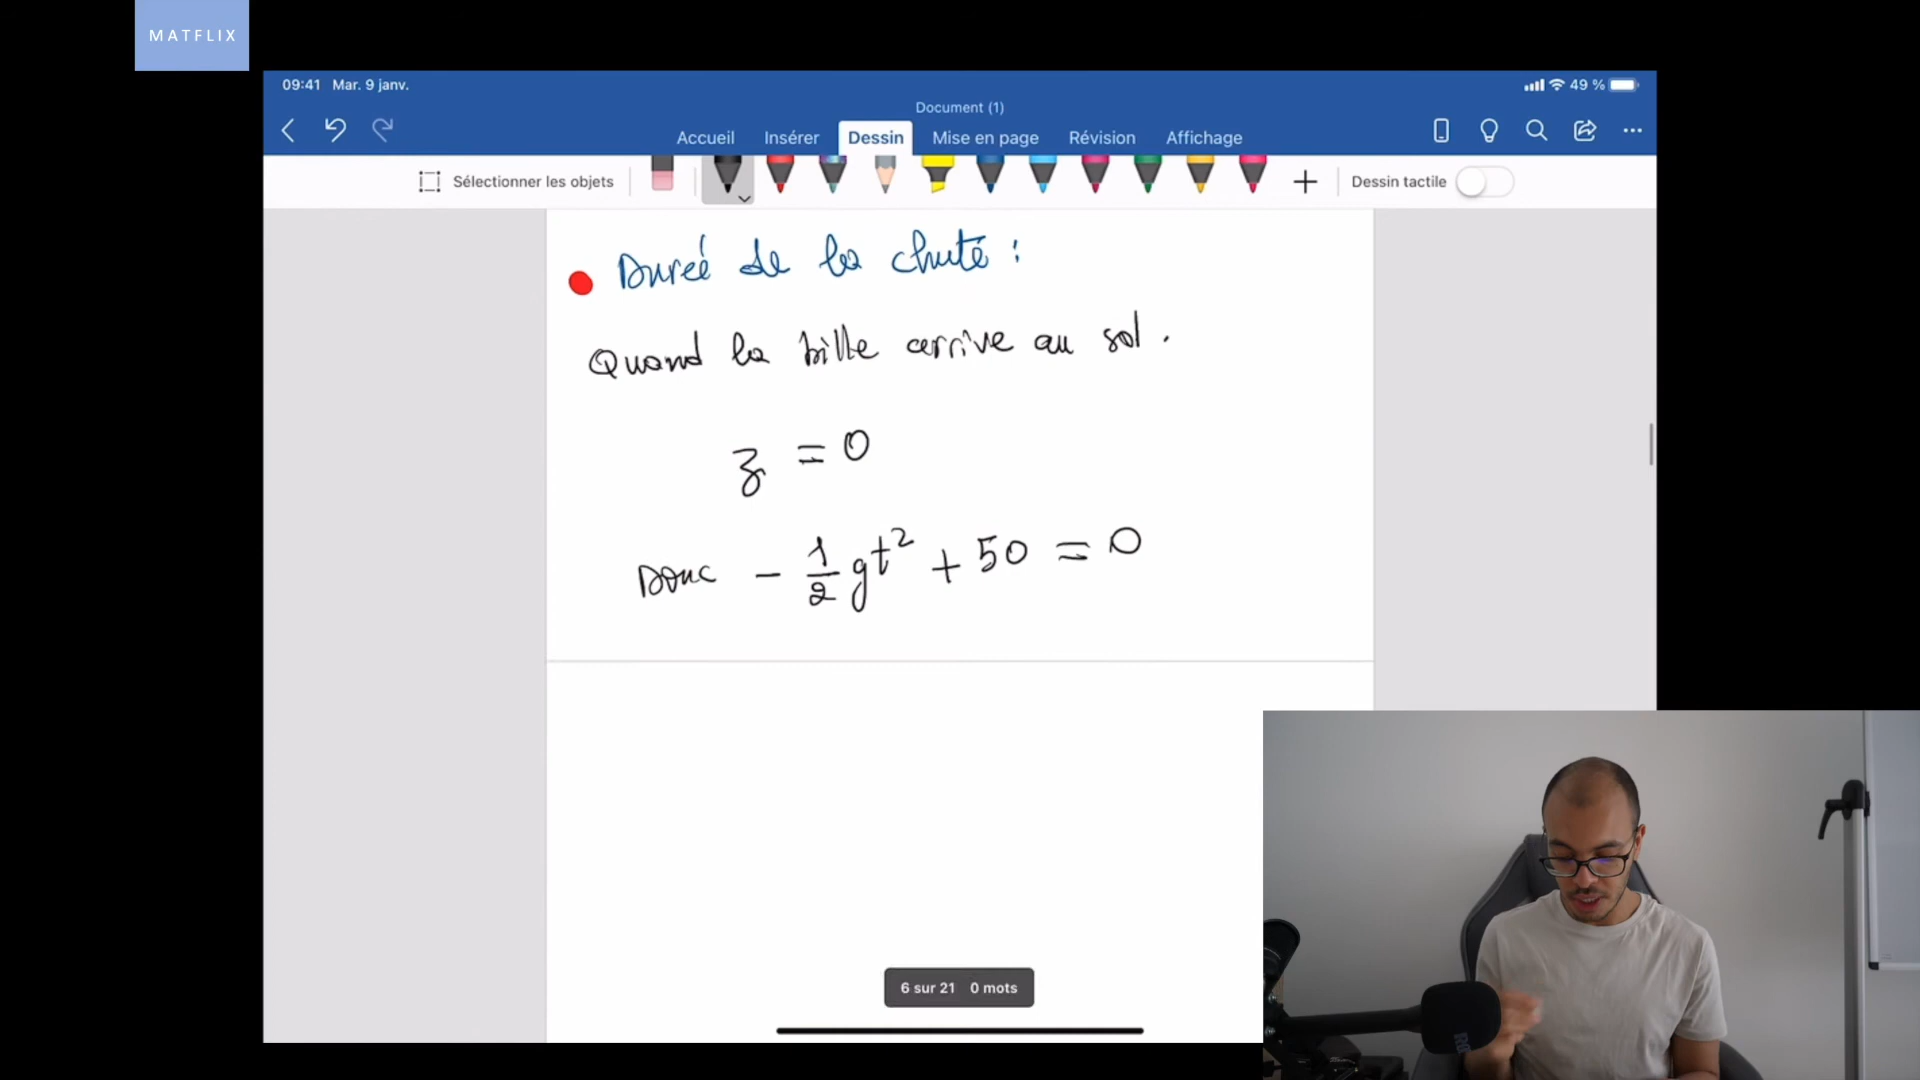 MATFLIX
09:41 Mar. 9 janv.
49 %
Document (1)
Accueil Insérer Dessin Mise en page Révision Affichage
Sélectionner les objets
Dessin tactile
Durée de la chute :
Quand la bille arrive au sol.
z = 0
Donc - 1/2 gt² + 50 = 0
6 sur 21 0 mots